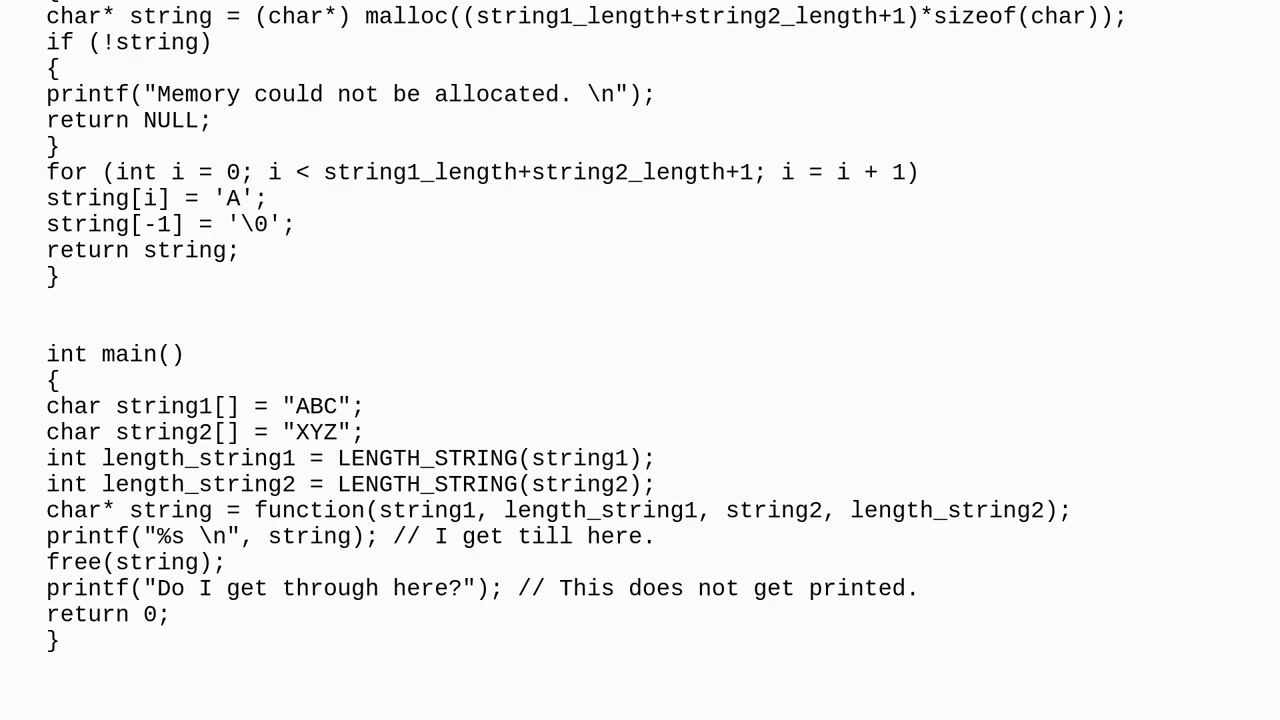 char* string = (char*) malloc((string1_length+string2_length+1)*sizeof(char));
if (!string)
{
printf("Memory could not be allocated. \n");
return NULL;
}
for (int i = 0; i < string1_length+string2_length+1; i = i + 1)
string[i] = 'A';
string[-1] = '\0';
return string;
}
int main()
{
char string1[] = "ABC";
char string2[] = "XYZ";
int length_string1 = LENGTH_STRING(string1);
int length_string2 = LENGTH_STRING(string2);
char* string = function(string1, length_string1, string2, length_string2);
printf("%s \n", string); // I get till here.
free(string);
printf("Do I get through here?"); // This does not get printed.
return 0;
}